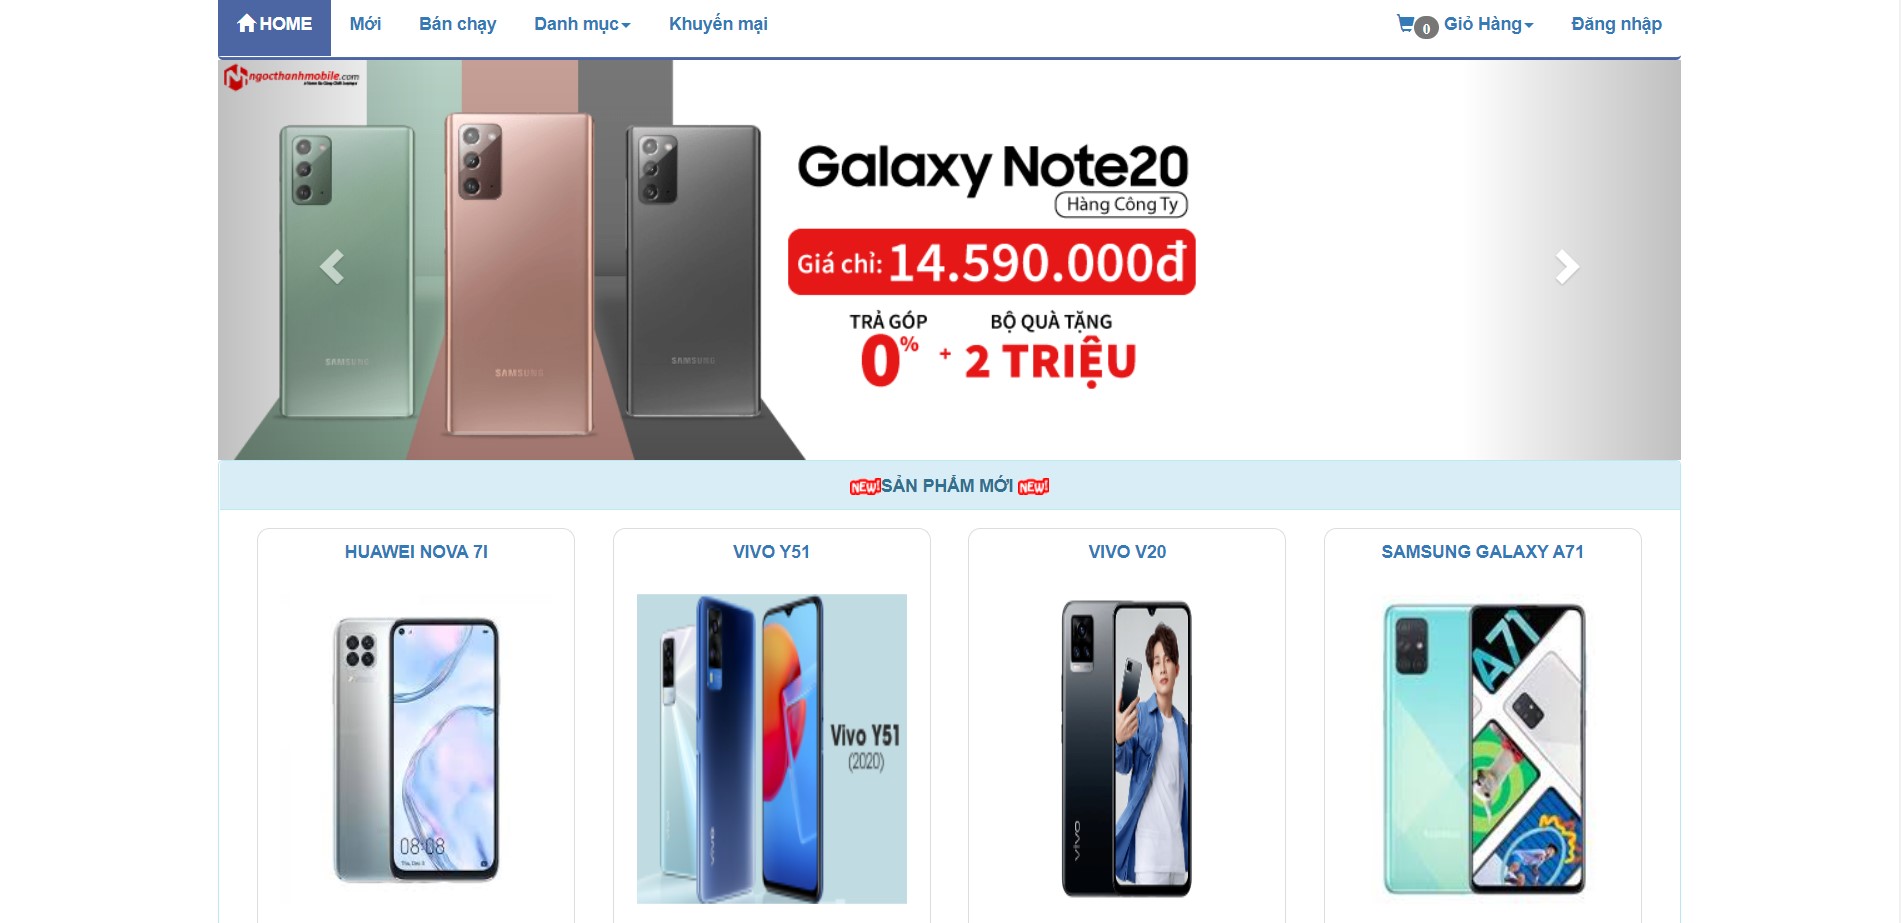 HOME Mới Bán chạy Danh mục Khuyến mại 0 Giỏ Hàng Đăng nhập
ngocthanhmobile.com
Galaxy Note20
Hàng Công Ty
Giá chỉ: 14.590.000đ
TRẢ GÓP BỘ QUÀ TẶNG
0% + 2 TRIỆU
SAMSUNG SAMSUNG SAMSUNG
NEW! SẢN PHẨM MỚI NEW!
HUAWEI NOVA 7I VIVO Y51 VIVO V20 SAMSUNG GALAXY A71
A71
Vivo Y51
(2020)
vivo
vivo
08:08